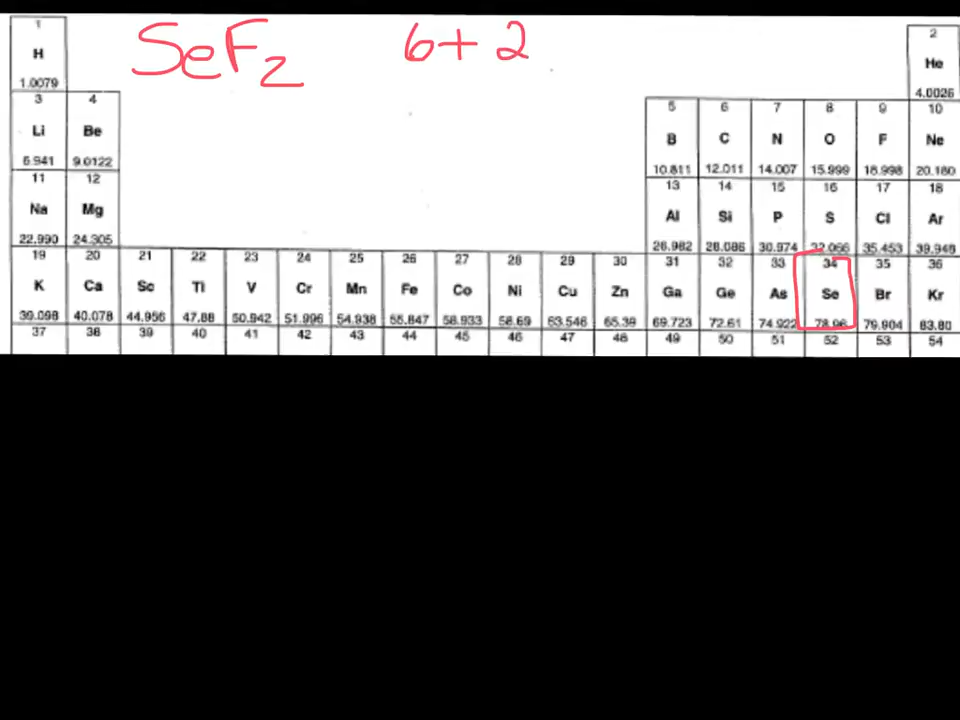 SeF2 6+2
1 2
H He
1.0079 4.0026
3 4 5 6 7 8 9 10
Li Be B C N O F Ne
6.941 9.0122 10.811 12.011 14.007 15.999 18.998 20.180
11 12 13 14 15 16 17 18
Na Mg Al Si P S Cl Ar
22.990 24.305 26.982 28.086 30.974 32.066 35.453 39.948
19 20 21 22 23 24 25 26 27 28 29 30 31 32 33 34 35 36
K Ca Sc Ti V Cr Mn Fe Co Ni Cu Zn Ga Ge As Se Br Kr
39.098 40.078 44.956 47.88 50.942 51.996 54.938 55.847 58.933 58.69 63.546 65.39 69.723 72.61 74.922 78.96 79.904 83.80
37 38 39 40 41 42 43 44 45 46 47 48 49 50 51 52 53 54